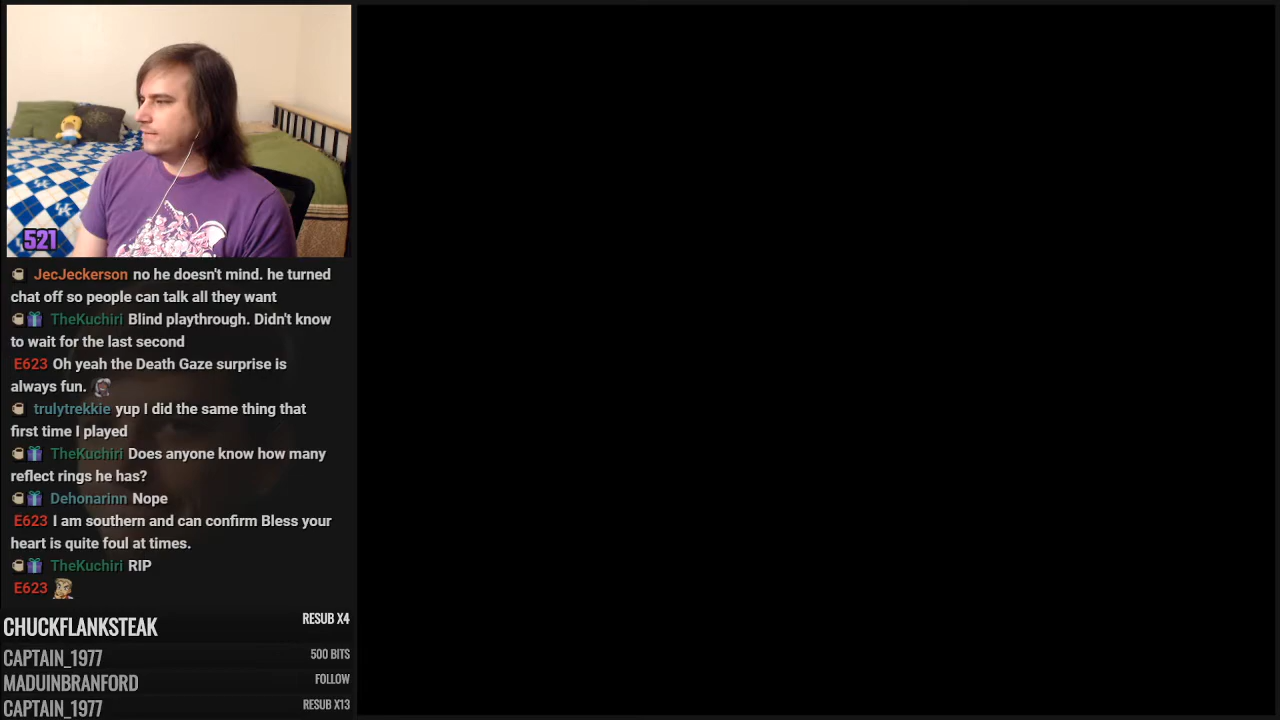 521
JecJeckerson no he doesn't mind. he turned
chat off so people can talk all they want
TheKuchiri Blind playthrough. Didn't know
to wait for the last second
E623 Oh yeah the Death Gaze surprise is
always fun.
trulytrekkie yup I did the same thing that
first time I played
TheKuchiri Does anyone know how many
reflect rings he has?
Dehonarinn Nope
E623 I am southern and can confirm Bless your
heart is quite foul at times.
TheKuchiri RIP
E623
CHUCKFLANKSTEAK RESUB X4
CAPTAIN_1977 500 BITS
MADUINBRANFORD FOLLOW
CAPTAIN_1977 RESUB X13